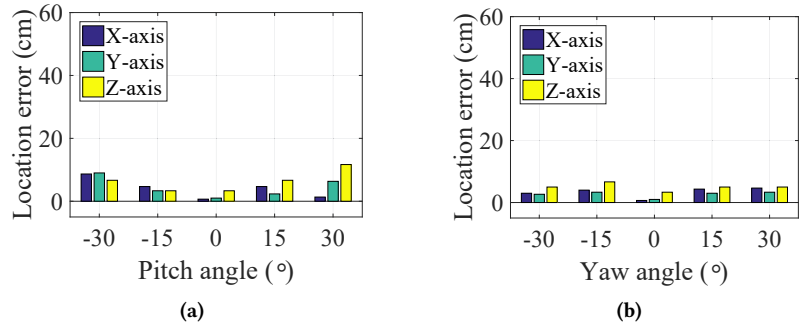 60
40
20
0
Location error (cm)
X-axis
Y-axis
Z-axis
-30 -15 0 15 30
Pitch angle (°)
(a)
60
40
20
0
Location error (cm)
X-axis
Y-axis
Z-axis
-30 -15 0 15 30
Yaw angle (°)
(b)